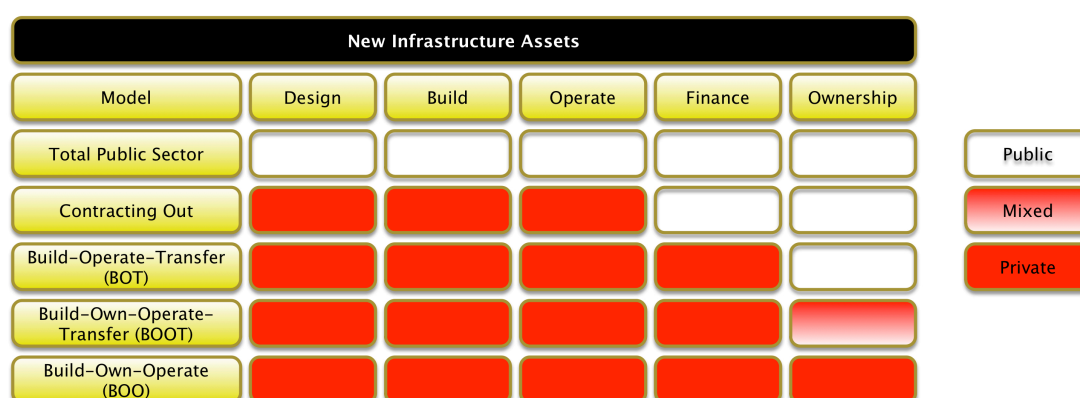 New Infrastructure Assets
Model Design Build Operate Finance Ownership
Total Public Sector
Public
Contracting Out
Mixed
Build-Operate-Transfer
(BOT)
Private
Build-Own-Operate-
Transfer (BOOT)
Build-Own-Operate
(BOO)